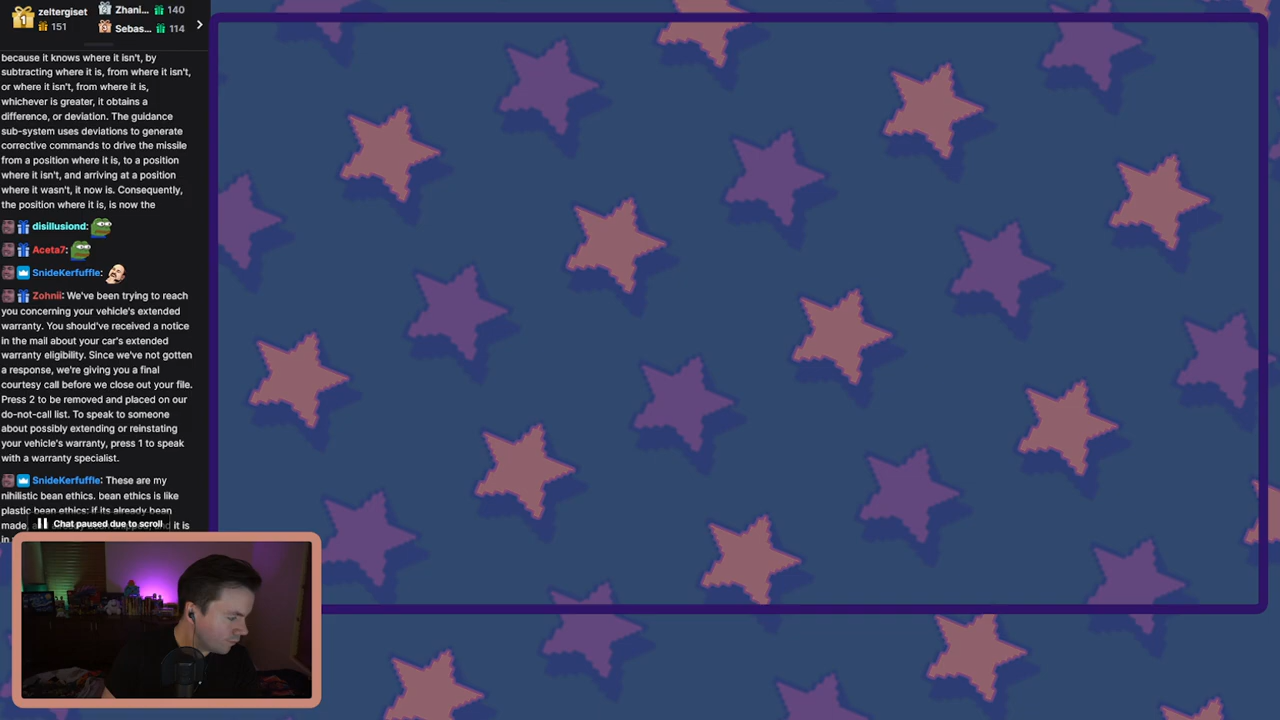 zeltergiset
151
Zhani... 140
Sebas... 114
1
because it knows where it isn't, by
subtracting where it is, from where it isn't,
or where it isn't, from where it is,
whichever is greater, it obtains a
difference, or deviation. The guidance
sub-system uses deviations to generate
corrective commands to drive the missile
from a position where it is, to a position
where it isn't, and arriving at a position
where it wasn't, it now is. Consequently,
the position where it is, is now the
disillusiond:
Aceta7:
SnideKerfuffle:
Zohnii: We've been trying to reach
you concerning your vehicle's extended
warranty. You should've received a notice
in the mail about your car's extended
warranty eligibility. Since we've not gotten
a response, we're giving you a final
courtesy call before we close out your file.
Press 2 to be removed and placed on our
do-not-call list. To speak to someone
about possibly extending or reinstating
your vehicle's warranty, press 1 to speak
with a warranty specialist.
SnideKerfuffle: These are my
nihilistic bean ethics. bean ethics is like
plastic bean ethics: if its already been
made, it is
Chat paused due to scroll
in